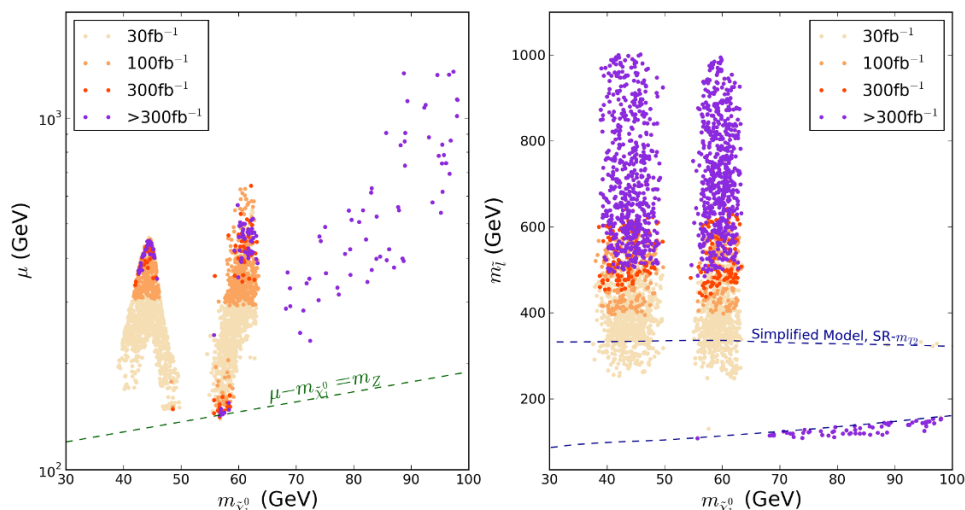 30fb⁻¹
100fb⁻¹
300fb⁻¹
>300fb⁻¹
10³
10²
μ (GeV)
μ−m_χ̃₁⁰ = m_Z
30 40 50 60 70 80 90 100
m_χ̃₁⁰ (GeV)
30fb⁻¹
100fb⁻¹
300fb⁻¹
>300fb⁻¹
1000
800
600
400
200
m_l̃ (GeV)
Simplified Model, SR-m_T2
30 40 50 60 70 80 90 100
m_χ̃₁⁰ (GeV)